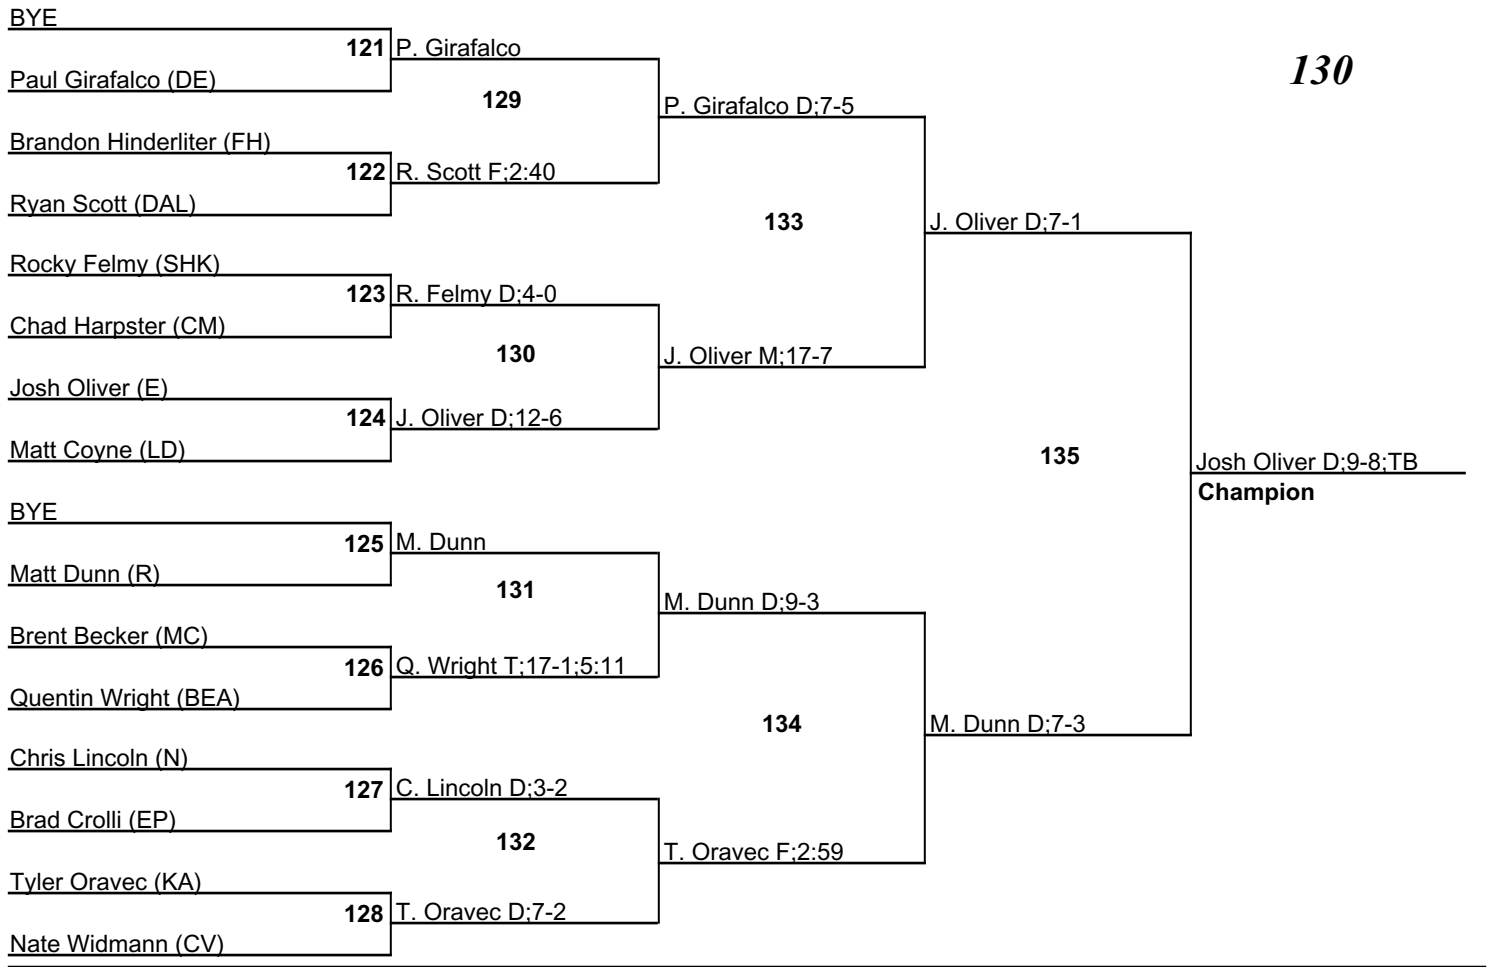 BYE
121 P. Girafalco
130
Paul Girafalco (DE)
129
P. Girafalco D;7-5
Brandon Hinderliter (FH)
122 R. Scott F;2:40
Ryan Scott (DAL)
133
J. Oliver D;7-1
Rocky Felmy (SHK)
123 R. Felmy D;4-0
Chad Harpster (CM)
130
J. Oliver M;17-7
Josh Oliver (E)
124 J. Oliver D;12-6
Matt Coyne (LD)
135
Josh Oliver D;9-8;TB
Champion
BYE
125 M. Dunn
Matt Dunn (R)
131
M. Dunn D;9-3
Brent Becker (MC)
126 Q. Wright T;17-1;5:11
Quentin Wright (BEA)
134
M. Dunn D;7-3
Chris Lincoln (N)
127 C. Lincoln D;3-2
Brad Crolli (EP)
132
T. Oravec F;2:59
Tyler Oravec (KA)
128 T. Oravec D;7-2
Nate Widmann (CV)